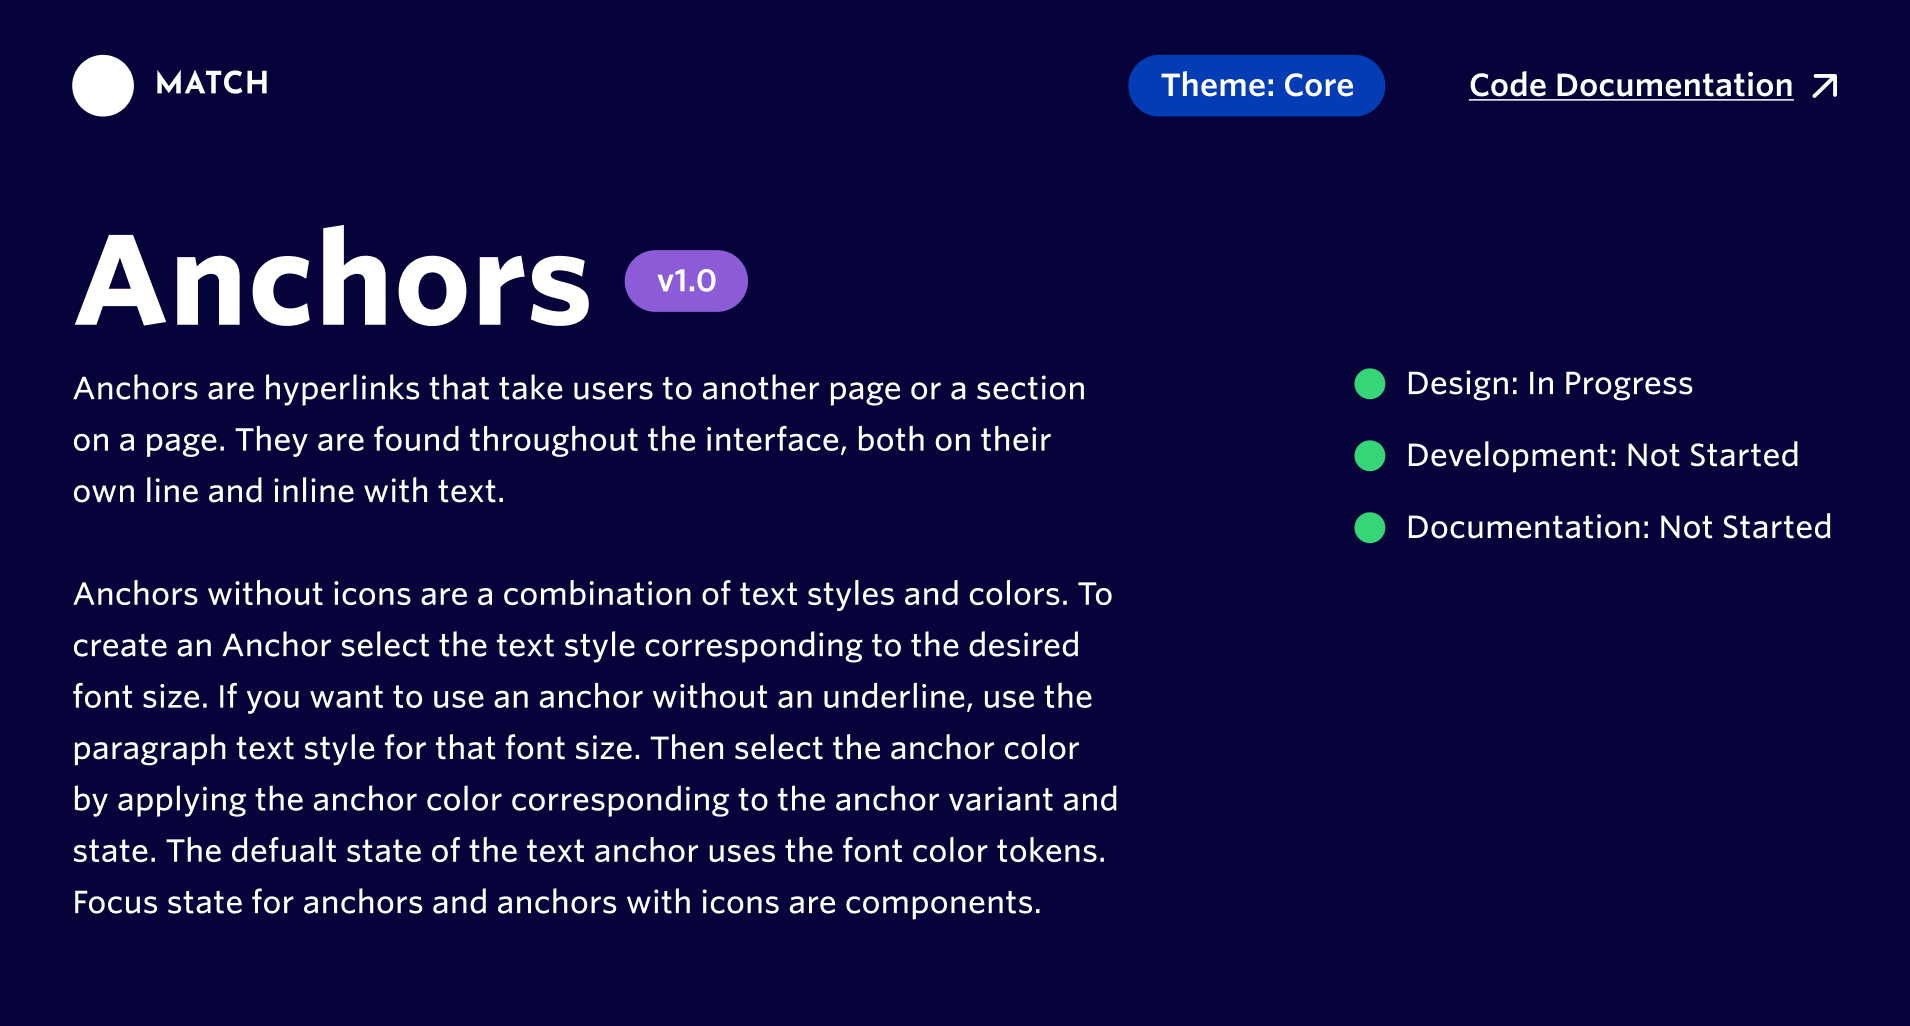 MATCH
Theme: Core
Code Documentation
Anchors
v1.0
Anchors are hyperlinks that take users to another page or a section
on a page. They are found throughout the interface, both on their
own line and inline with text.
Anchors without icons are a combination of text styles and colors. To
create an Anchor select the text style corresponding to the desired
font size. If you want to use an anchor without an underline, use the
paragraph text style for that font size. Then select the anchor color
by applying the anchor color corresponding to the anchor variant and
state. The defualt state of the text anchor uses the font color tokens.
Focus state for anchors and anchors with icons are components.
Design: In Progress
Development: Not Started
Documentation: Not Started